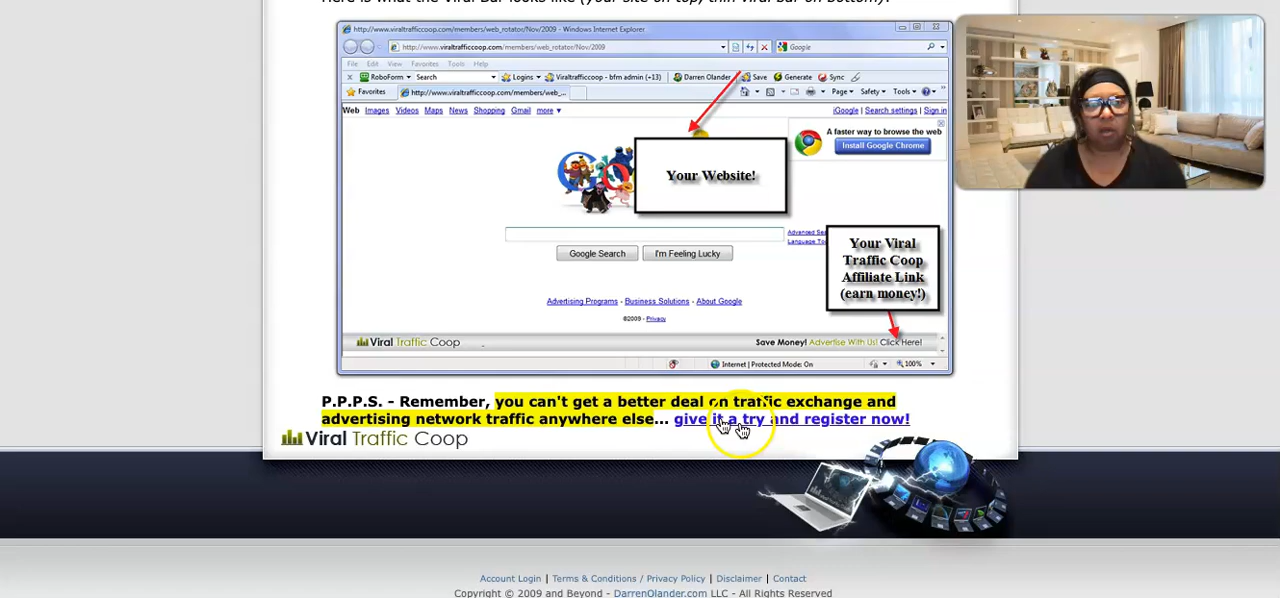 Here is what the Viral Bar looks like (your site on top, thin viral bar on bottom):
http://www.viraltrafficcoop.com/members/web_rotator/Nov/2009 - Windows Internet Explorer
http://www.viraltrafficcoop.com/members/web_rotator/Nov/2009 Google
File Edit View Favorites Tools Help
x RoboForm Search Logins Viraltrafficcoop - bfm admin (+13) Darren Olander Save Generate Sync
Favorites http://www.viraltrafficcoop.com/members/web_... Page Safety Tools
Web Images Videos Maps News Shopping Gmail more iGoogle | Search settings | Sign in
A faster way to browse the web
Install Google Chrome
Your Website!
Advanced Sea
Language Too
Google Search I'm Feeling Lucky
Your Viral
Traffic Coop
Affiliate Link
(earn money!)
Advertising Programs - Business Solutions - About Google
©2009 - Privacy
Viral Traffic Coop Save Money! Advertise With Us! Click Here!
Internet | Protected Mode: On 100%
P.P.P.S. - Remember, you can't get a better deal on traffic exchange and
advertising network traffic anywhere else... give it a try and register now!
Viral Traffic Coop
Account Login | Terms & Conditions / Privacy Policy | Disclaimer | Contact
Copyright © 2009 and Beyond - DarrenOlander.com LLC - All Rights Reserved